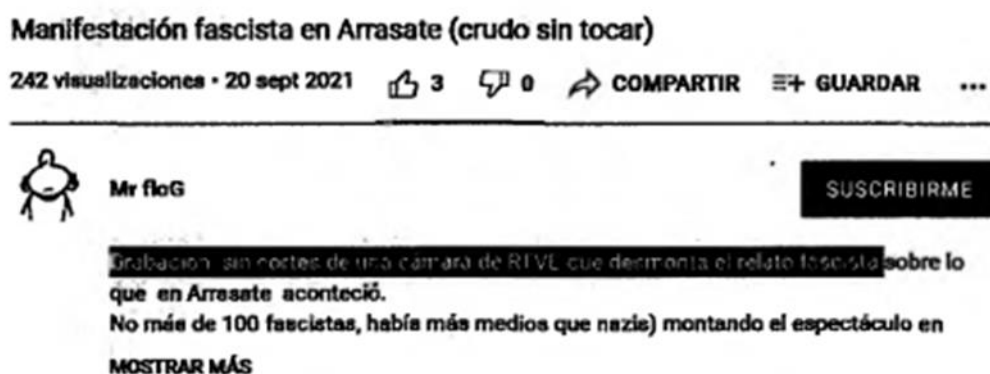 Manifestación fascista en Arrasate (crudo sin tocar)
242 visualizaciones · 20 sept 2021 3 0 COMPARTIR GUARDAR ...
Mr floG
SUSCRIBIRME
Grabación sin cortes de una cámara de RTVE que desmonta el relato fascista sobre lo
que en Arrasate aconteció.
No más de 100 fascistas, había más medios que nazis) montando el espectáculo en
MOSTRAR MÁS